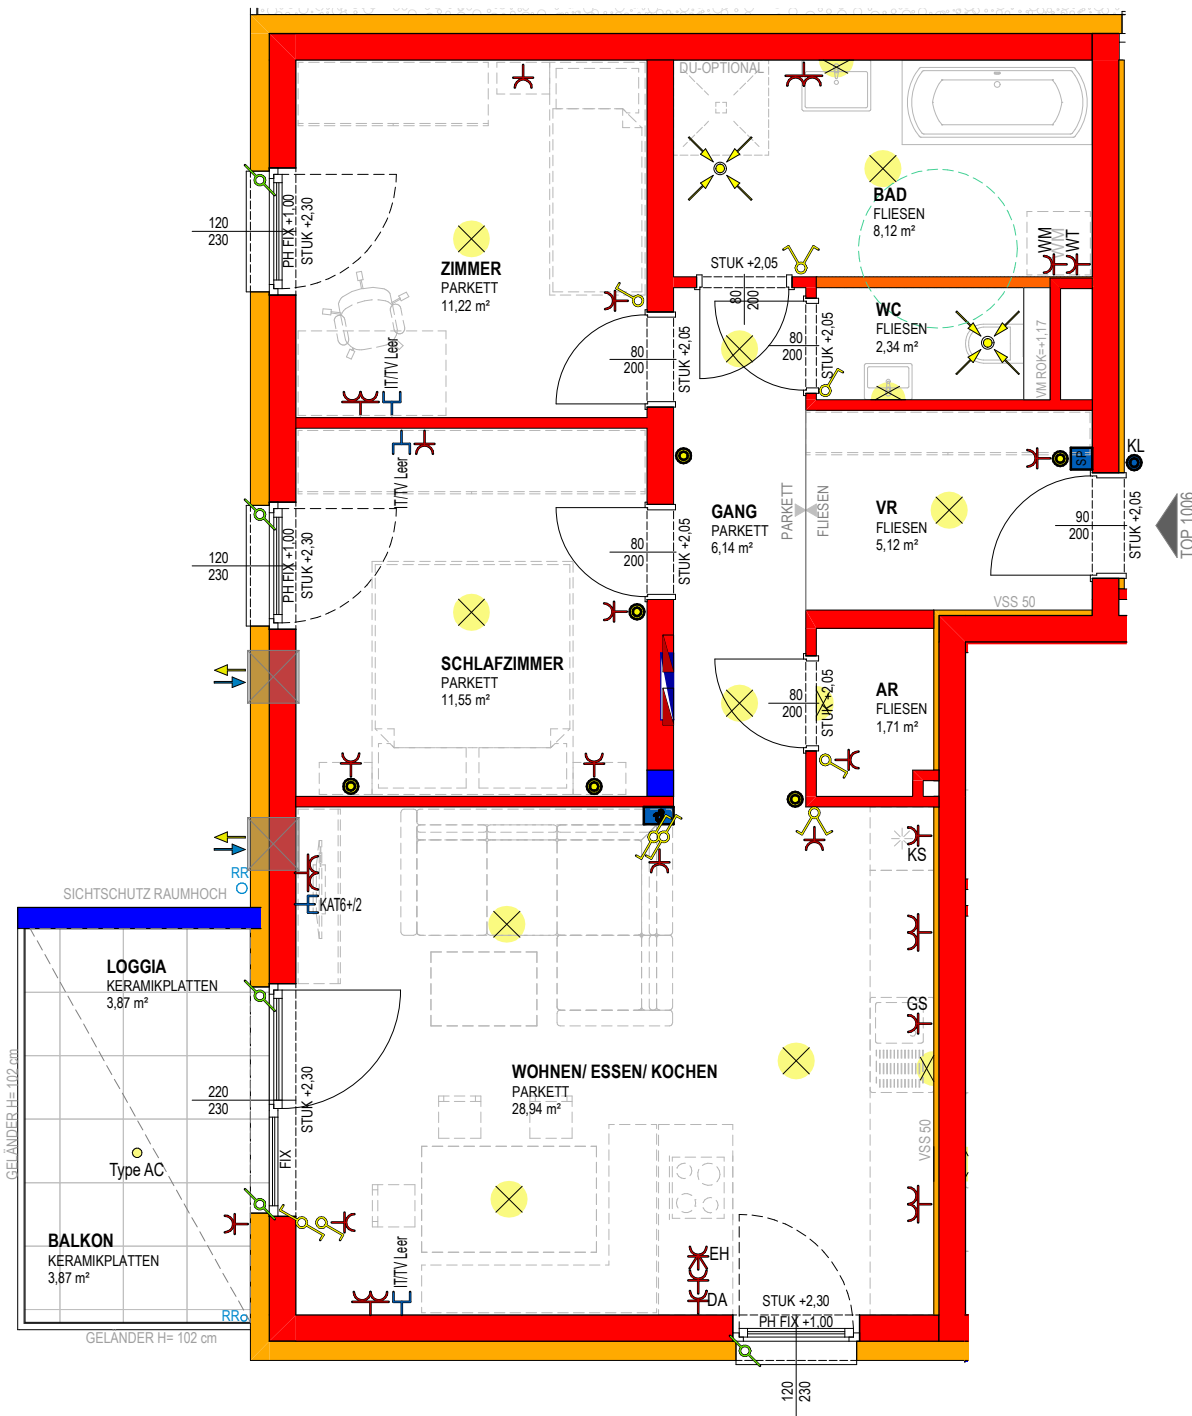 DU-OPTIONAL
BAD
FLIESEN
8,12 m²
WM
WM
WT
120
230
PH FIX +1,00
STUK +2,30
ZIMMER
PARKETT
11,22 m²
STUK +2,05
80
200
WC
FLIESEN
2,34 m²
VM ROK=+1,17
80
200
STUK +2,05
80
200
STUK +2,05
IT/TV Leer
IT/TV Leer
KL
SP
GANG
PARKETT
6,14 m²
PARKETT
FLIESEN
VR
FLIESEN
5,12 m²
90
200
STUK +2,05
TOP 1006
120
230
PH FIX +1,00
STUK +2,30
80
200
STUK +2,05
VSS 50
SCHLAFZIMMER
PARKETT
11,55 m²
AR
FLIESEN
1,71 m²
80
200
STUK +2,05
KS
RR
SICHTSCHUTZ RAUMHOCH
KAT6+/2
LOGGIA
KERAMIKPLATTEN
3,87 m²
GS
GELÄNDER H= 102 cm
220
230
STUK +2,30
FIX
WOHNEN/ ESSEN/ KOCHEN
PARKETT
28,94 m²
VSS 50
Type AC
BALKON
KERAMIKPLATTEN
3,87 m²
IT/TV Leer
EH
DA
STUK +2,30
PH FIX +1,00
RR
GELANDER H= 102 cm
120
230